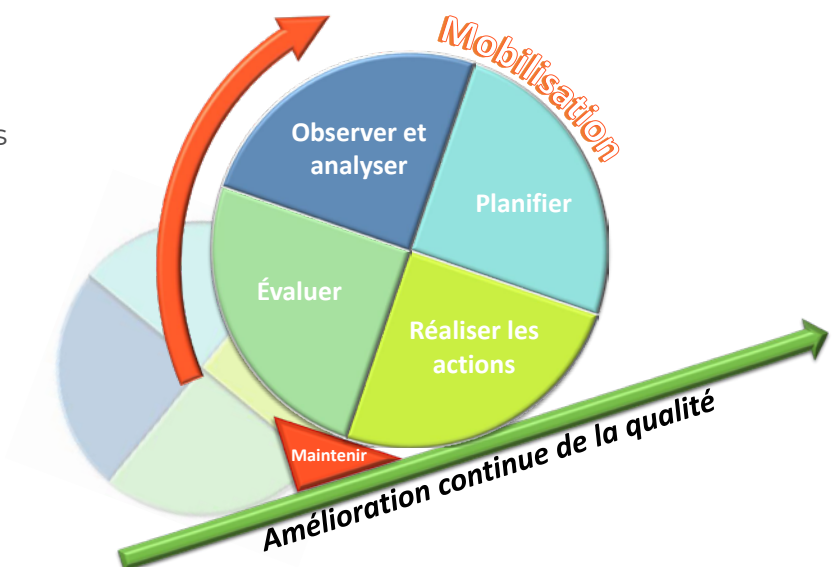 Mobilisation
s
Observer et
analyser
Planifier
Évaluer
Réaliser les
actions
Maintenir
Amélioration continue de la qualité